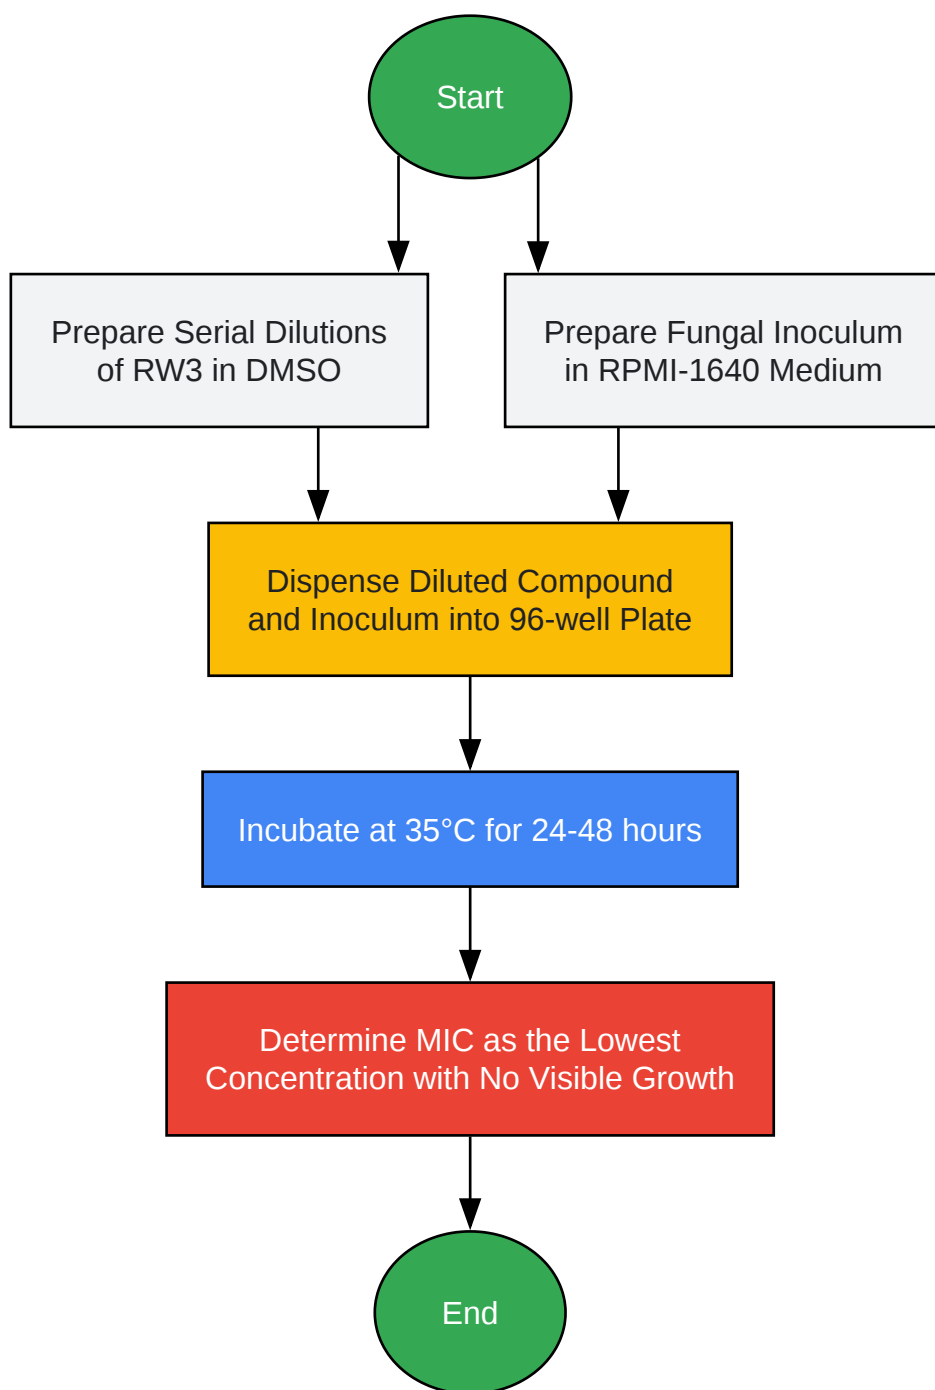 Start
Prepare Serial Dilutions
of RW3 in DMSO
Prepare Fungal Inoculum
in RPMI-1640 Medium
Dispense Diluted Compound
and Inoculum into 96-well Plate
Incubate at 35°C for 24-48 hours
Determine MIC as the Lowest
Concentration with No Visible Growth
End